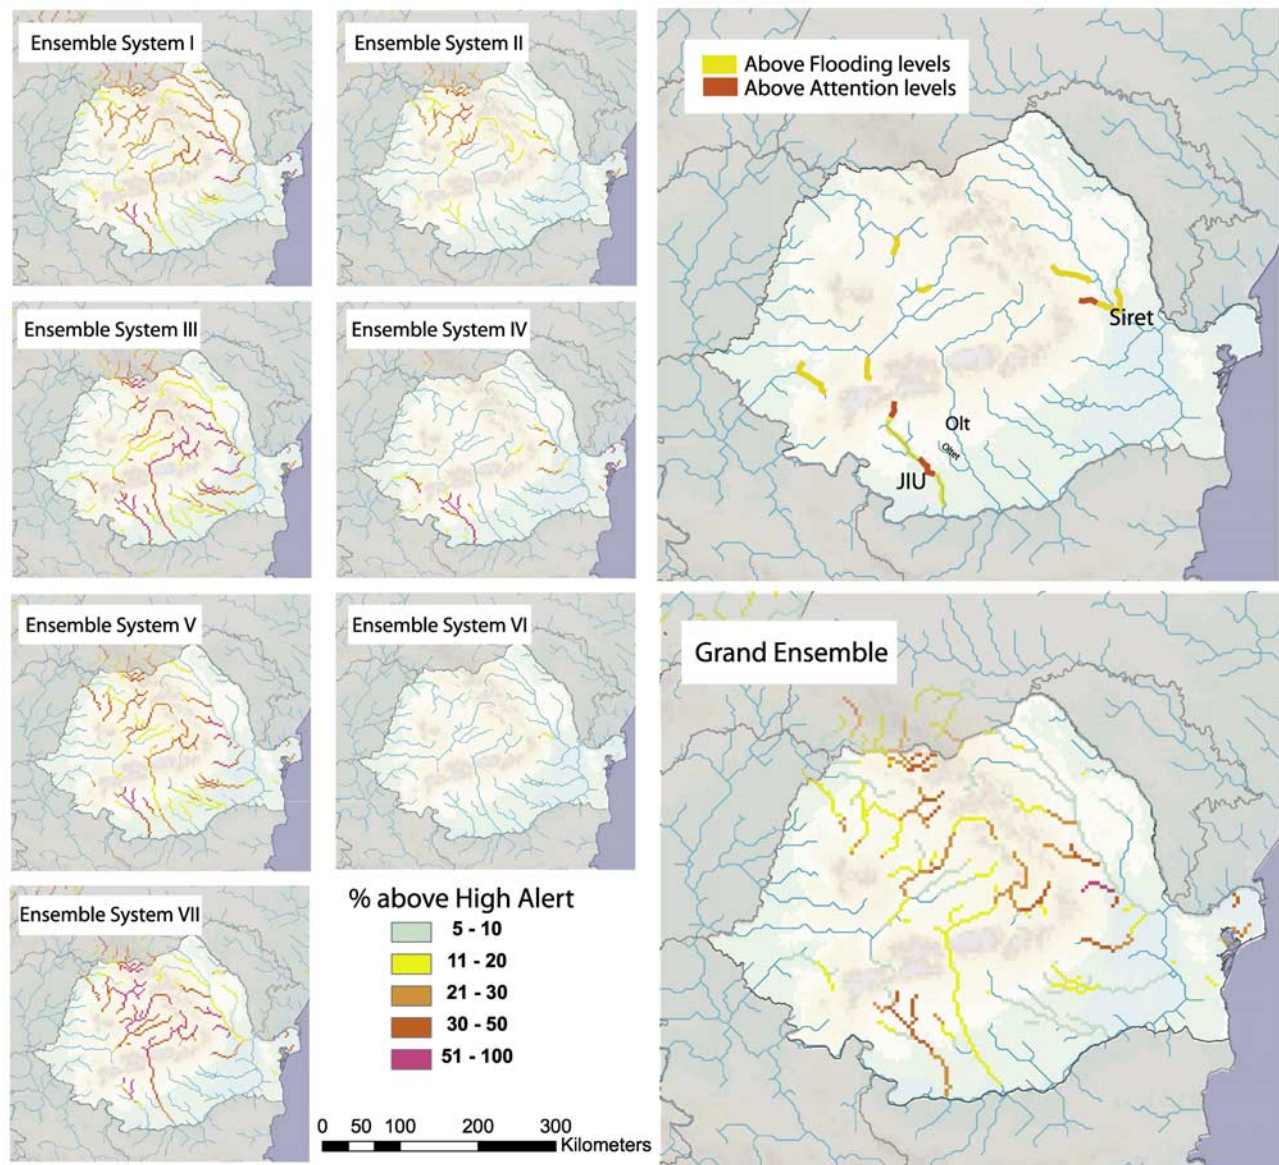 Ensemble System I
Ensemble System II
Above Flooding levels
Above Attention levels
Siret
Olt
Oltet
JIU
Ensemble System III
Ensemble System IV
Ensemble System V
Ensemble System VI
Grand Ensemble
Ensemble System VII
% above High Alert
5 - 10
11 - 20
21 - 30
30 - 50
51 - 100
0 50 100 200 300
Kilometers